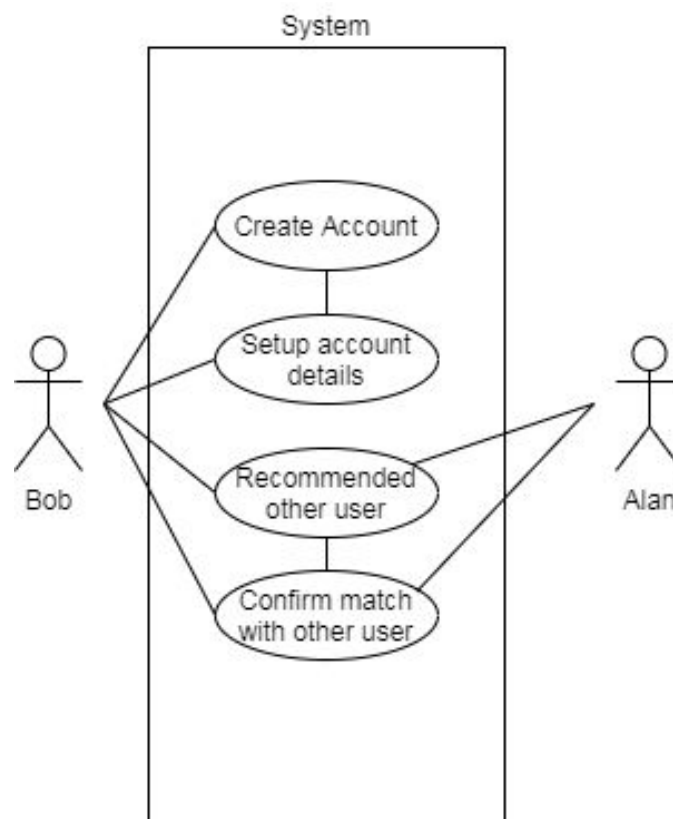 System
Create Account
Setup account
details
Recommended
other user
Bob
Alan
Confirm match
with other user